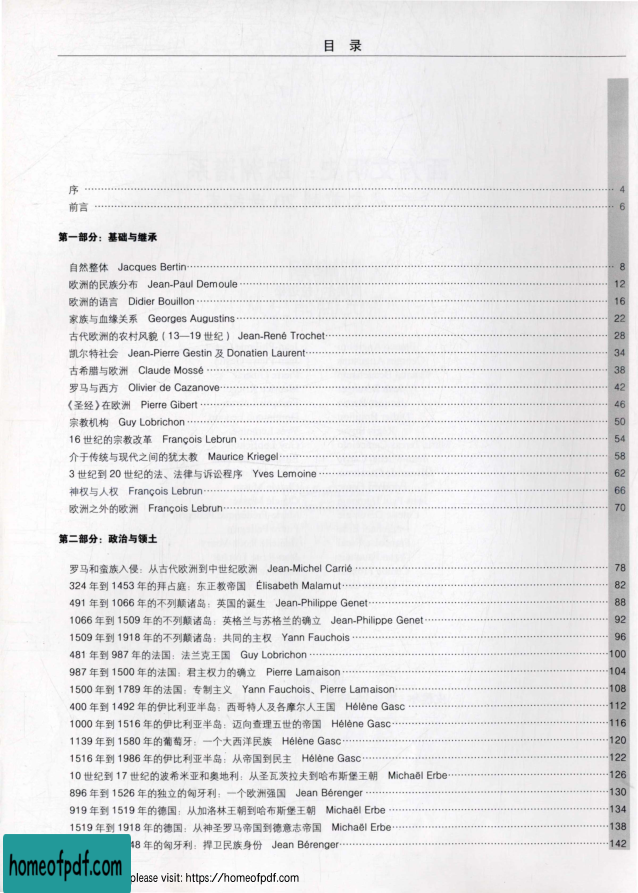 目 录
序 4
前言 6
第一部分：基础与继承
自然整体 Jacques Bertin 8
欧洲的民族分布 Jean-Paul Demoule 12
欧洲的语言 Didier Bouillon 16
家族与血缘关系 Georges Augustins 22
古代欧洲的农村风貌（13—19 世纪） Jean-René Trochet 28
凯尔特社会 Jean-Pierre Gestin 及 Donatien Laurent 34
古希腊与欧洲 Claude Mossé 38
罗马与西方 Olivier de Cazanove 42
《圣经》在欧洲 Pierre Gibert 46
宗教机构 Guy Lobrichon 50
16 世纪的宗教改革 François Lebrun 54
介于传统与现代之间的犹太教 Maurice Kriegel 58
3 世纪到 20 世纪的法、法律与诉讼程序 Yves Lemoine 62
神权与人权 François Lebrun 66
欧洲之外的欧洲 François Lebrun 70
第二部分：政治与领土
罗马和蛮族入侵：从古代欧洲到中世纪欧洲 Jean-Michel Carrié 78
324 年到 1453 年的拜占庭：东正教帝国 Élisabeth Malamut 82
491 年到 1066 年的不列颠诸岛：英国的诞生 Jean-Philippe Genet 88
1066 年到 1509 年的不列颠诸岛：英格兰与苏格兰的确立 Jean-Philippe Genet 92
1509 年到 1918 年的不列颠诸岛：共同的主权 Yann Fauchois 96
481 年到 987 年的法国：法兰克王国 Guy Lobrichon 100
987 年到 1500 年的法国：君主权力的确立 Pierre Lamaison 104
1500 年到 1789 年的法国：专制主义 Yann Fauchois、Pierre Lamaison 108
400 年到 1492 年的伊比利亚半岛：西哥特人及各摩尔人王国 Hélène Gasc 112
1000 年到 1516 年的伊比利亚半岛：迈向查理五世的帝国 Hélène Gasc 116
1139 年到 1580 年的葡萄牙：一个大西洋民族 Hélène Gasc 120
1516 年到 1986 年的伊比利亚半岛：从帝国到民主 Hélène Gasc 122
10 世纪到 17 世纪的波希米亚和奥地利：从圣瓦茨拉夫到哈布斯堡王朝 Michaël Erbe 126
896 年到 1526 年的独立的匈牙利：一个欧洲强国 Jean Bérenger 130
919 年到 1519 年的德国：从加洛林王朝到哈布斯堡王朝 Michaël Erbe 134
1519 年到 1918 年的德国：从神圣罗马帝国到德意志帝国 Michaël Erbe 138
48 年的匈牙利：捍卫民族身份 Jean Bérenger 142
homeofpdf.com
please visit: https://homeofpdf.com